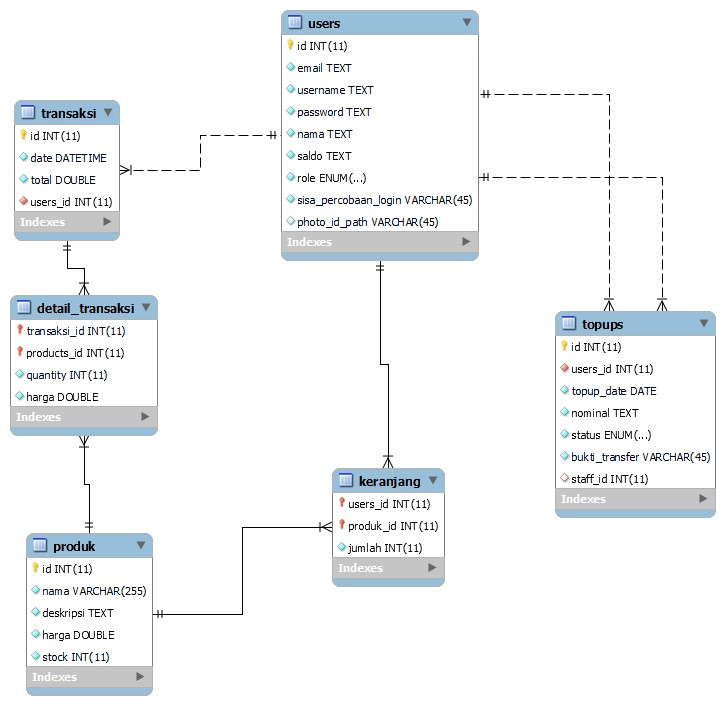 users
id INT(11)
email TEXT
username TEXT
password TEXT
nama TEXT
saldo TEXT
role ENUM(...)
sisa_percobaan_login VARCHAR(45)
photo_id_path VARCHAR(45)
Indexes
transaksi
id INT(11)
date DATETIME
total DOUBLE
users_id INT(11)
Indexes
detail_transaksi
transaksi_id INT(11)
products_id INT(11)
quantity INT(11)
harga DOUBLE
Indexes
topups
id INT(11)
users_id INT(11)
topup_date DATE
nominal TEXT
status ENUM(...)
bukti_transfer VARCHAR(45)
staff_id INT(11)
Indexes
keranjang
users_id INT(11)
produk_id INT(11)
jumlah INT(11)
Indexes
produk
id INT(11)
nama VARCHAR(255)
deskripsi TEXT
harga DOUBLE
stock INT(11)
Indexes